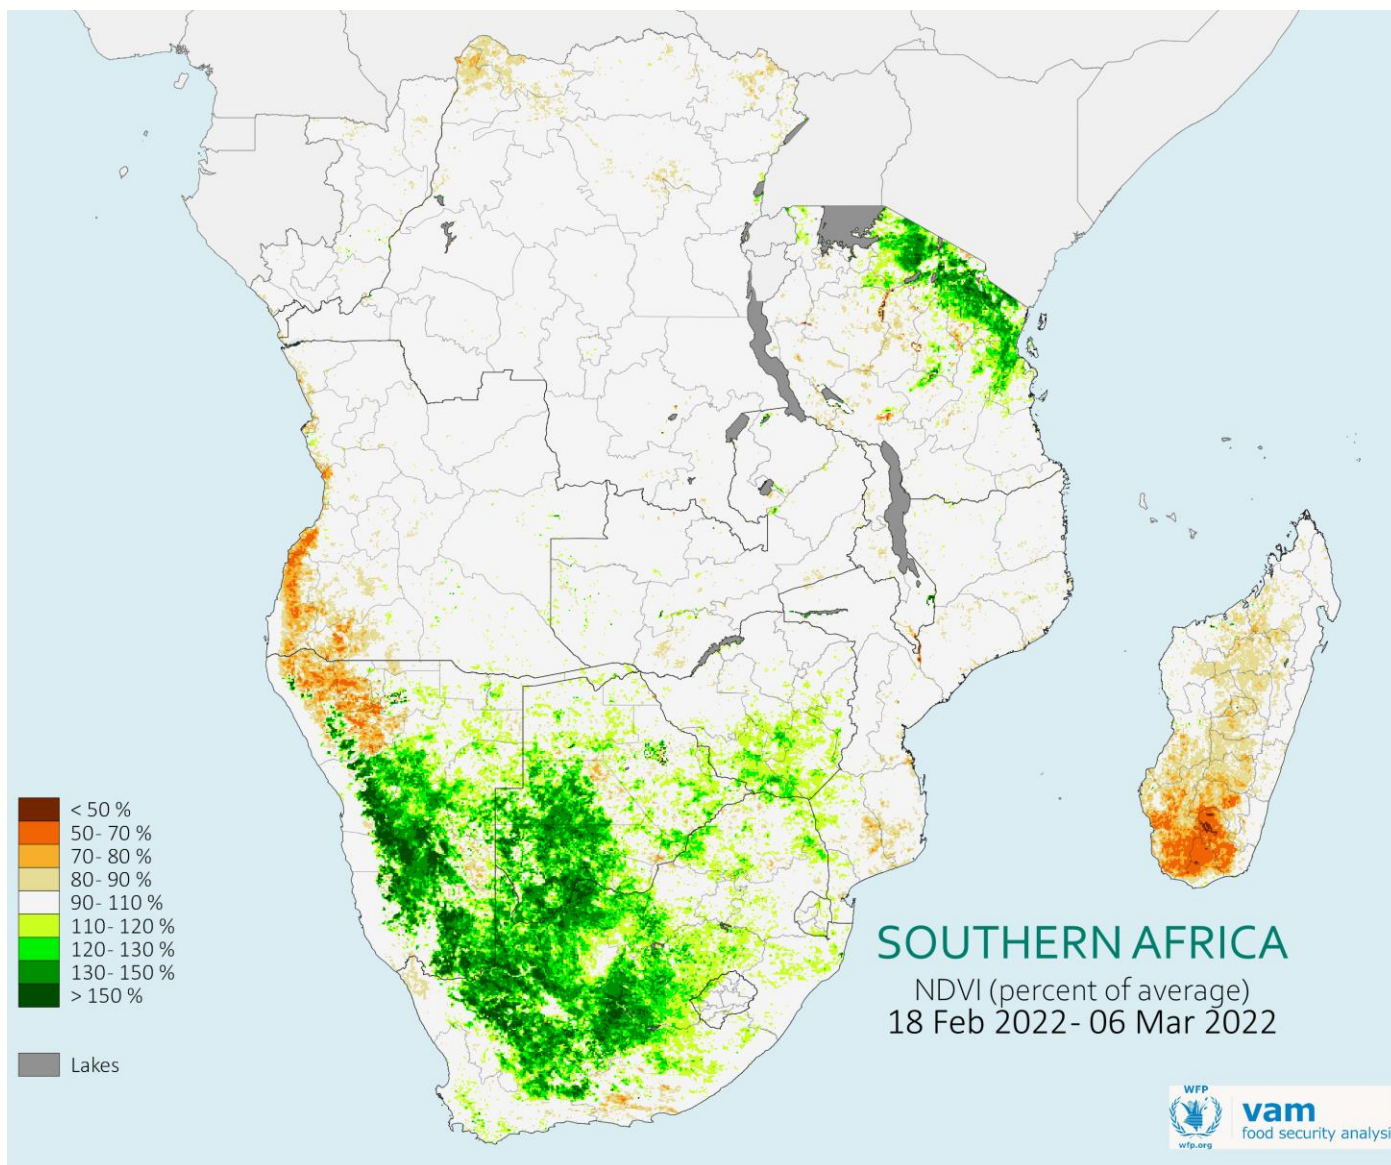 < 50 %
50- 70 %
70- 80 %
80- 90 %
90- 110 %
110- 120 %
120- 130 %
130- 150 %
> 150 %
Lakes
SOUTHERN AFRICA
NDVI (percent of average)
18 Feb 2022- 06 Mar 2022
WFP
wfp.org
vam
food security analysi